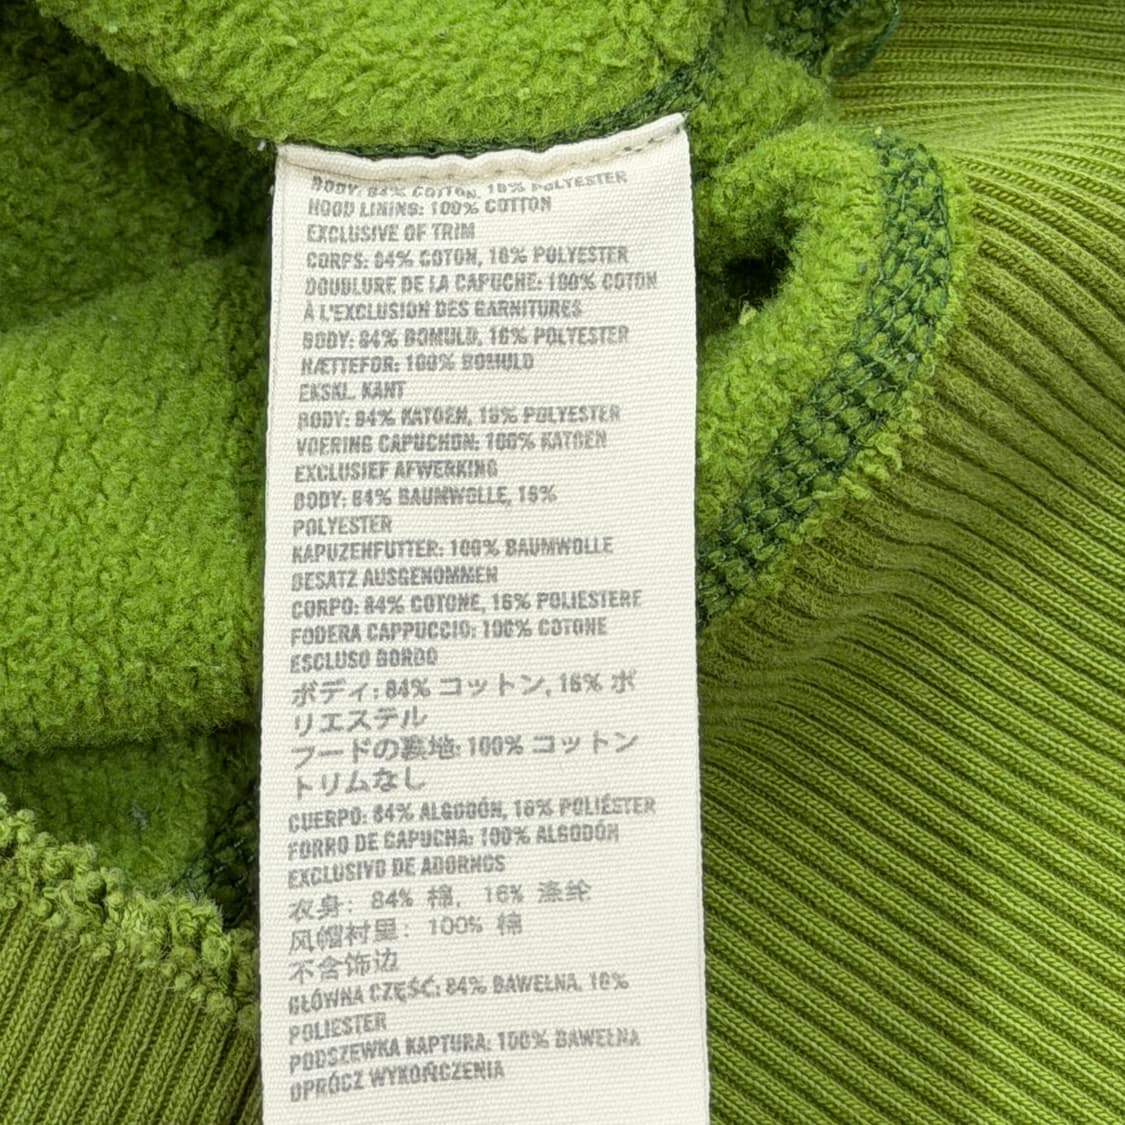 BODY: 84% COTTON, 16% POLYESTER
HOOD LINING: 100% COTTON
EXCLUSIVE OF TRIM
CORPS: 84% COTON, 16% POLYESTER
DOUBLURE DE LA CAPUCHE: 100% COTON
À L'EXCLUSION DES GARNITURES
BODY: 84% BOMULD, 16% POLYESTER
HÆTTEFOR: 100% BOMULD
EKSKL. KANT
BODY: 84% KATOEN, 16% POLYESTER
VOERING CAPUCHON: 100% KATOEN
EXCLUSIEF AFWERKING
BODY: 84% BAUMWOLLE, 16%
POLYESTER
KAPUZENFUTTER: 100% BAUMWOLLE
BESATZ AUSGENOMMEN
CORPO: 84% COTONE, 16% POLIESTERE
FODERA CAPPUCCIO: 100% COTONE
ESCLUSO BORDO
ボディ: 84% コットン, 16% ポ
リエステル
フードの裏地: 100% コットン
トリムなし
CUERPO: 84% ALGODÓN, 16% POLIÉSTER
FORRO DE CAPUCHA: 100% ALGODÓN
EXCLUSIVO DE ADORNOS
衣身: 84% 棉, 16% 涤纶
风帽衬里: 100% 棉
不含饰边
GŁÓWNA CZĘŚĆ: 84% BAWEŁNA, 16%
POLIESTER
PODSZEWKA KAPTURA: 100% BAWEŁNA
OPRÓCZ WYKOŃCZENIA